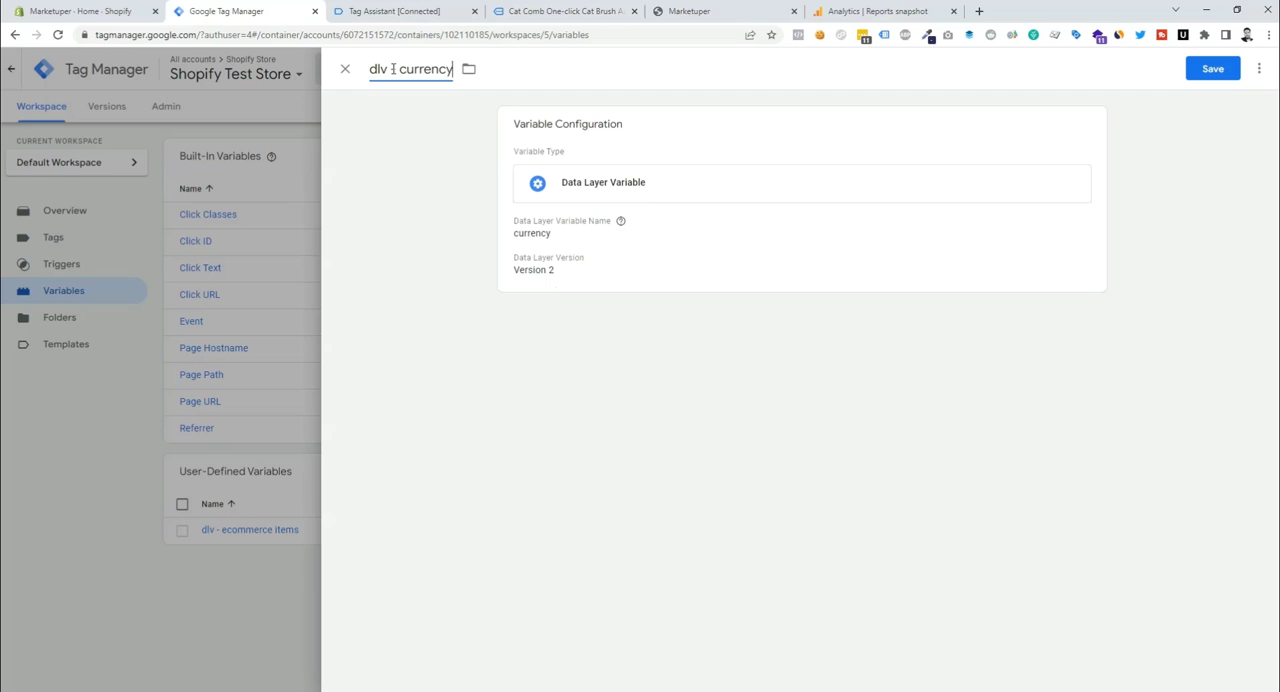 Marketuper · Home · Shopify
Google Tag Manager
Tag Assistant [Connected]
Cat Comb One-click Cat Brush A
Marketuper
Analytics | Reports snapshot
tagmanager.google.com/?authuser=4#/container/accounts/6072151572/containers/102110185/workspaces/5/variables
11
11
Tag Manager
All accounts > Shopify Store
Shopify Test Store
dlv - currency
Save
Workspace
Versions
Admin
CURRENT WORKSPACE
Default Workspace
Overview
Tags
Triggers
Variables
Folders
Templates
Built-In Variables
Name
Click Classes
Click ID
Click Text
Click URL
Event
Page Hostname
Page Path
Page URL
Referrer
User-Defined Variables
Name
dlv - ecommerce items
Variable Configuration
Variable Type
Data Layer Variable
Data Layer Variable Name
currency
Data Layer Version
Version 2